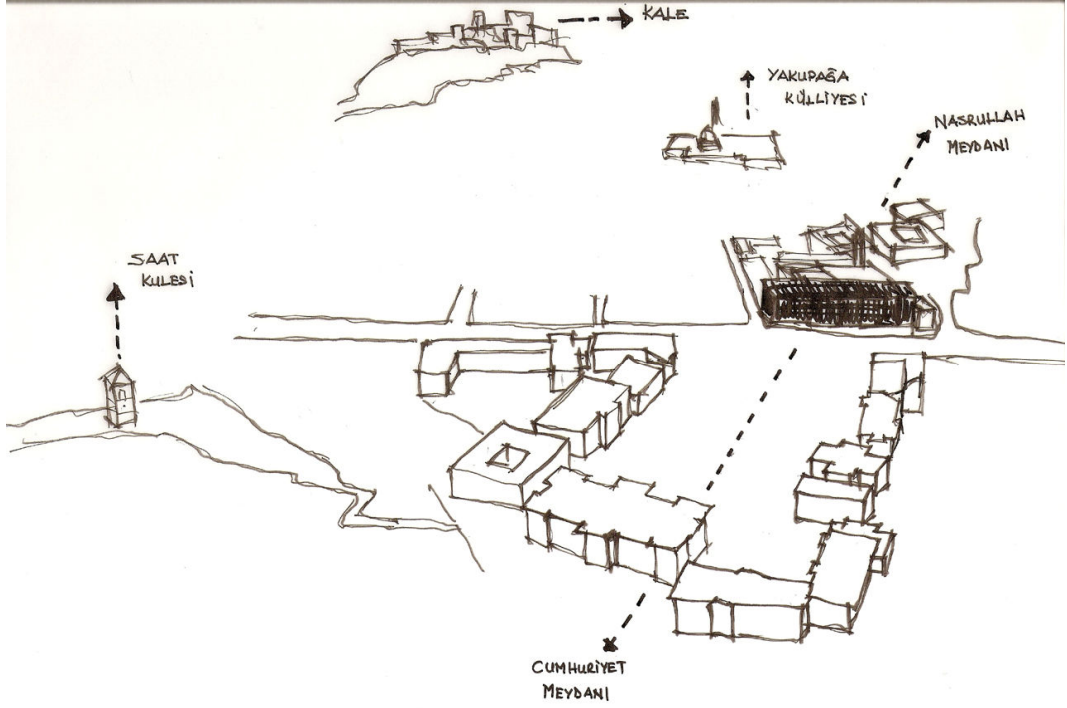 KALE
YAKUPAĞA
KÜLLİYESİ
NASRULLAH
MEYDANI
SAAT
KULESİ
CUMHURİYET
MEYDANI